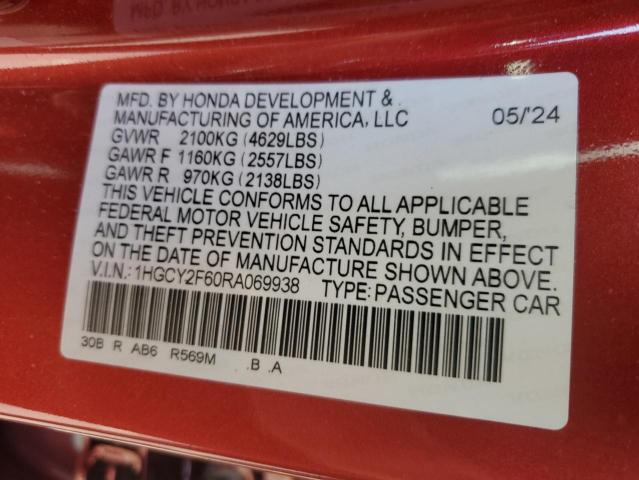 MFD. BY HONDA DEVELOPMENT &
MANUFACTURING OF AMERICA, LLC 05/'24
GVWR 2100KG (4629LBS)
GAWR F 1160KG (2557LBS)
GAWR R 970KG (2138LBS)
THIS VEHICLE CONFORMS TO ALL APPLICABLE
FEDERAL MOTOR VEHICLE SAFETY, BUMPER,
AND THEFT PREVENTION STANDARDS IN EFFECT
ON THE DATE OF MANUFACTURE SHOWN ABOVE.
V.I.N.: 1HGCY2F60RA069938 TYPE: PASSENGER CAR
30B R AB6 R569M .B .A